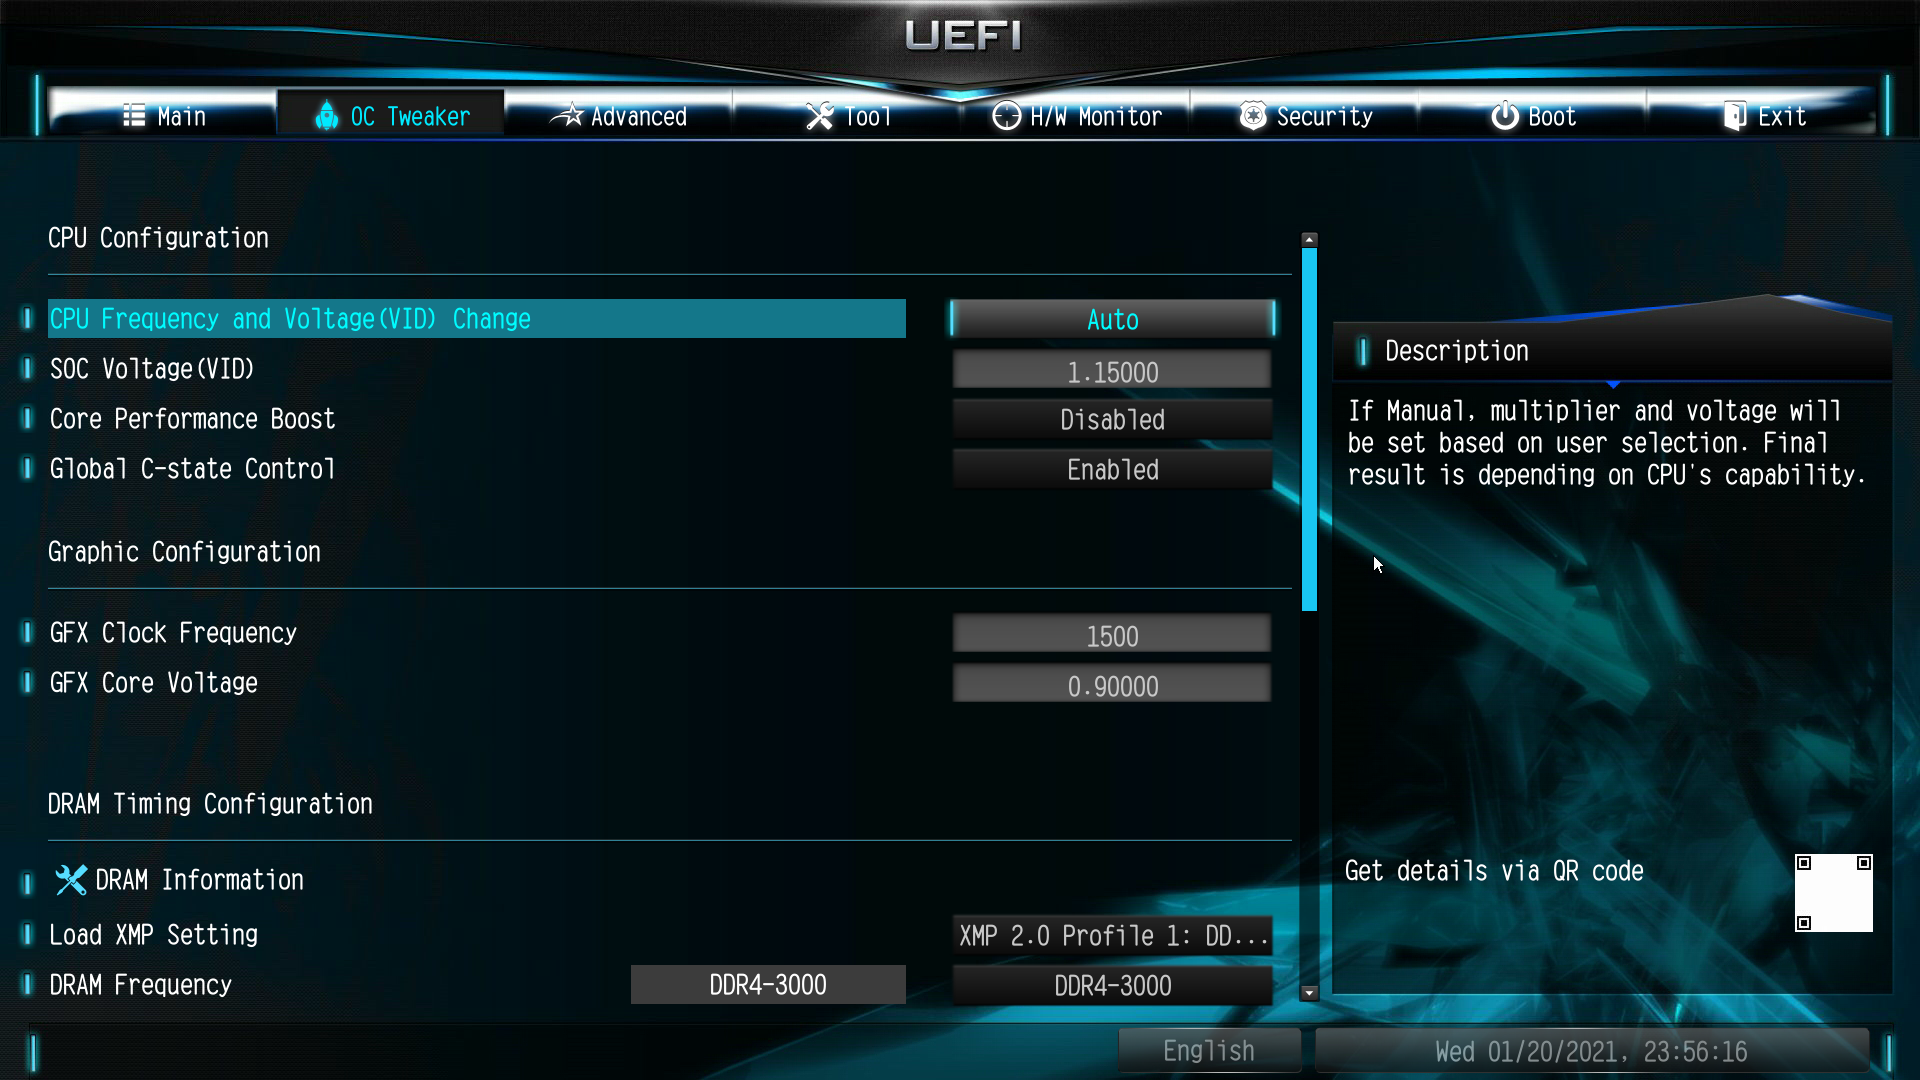 UEFI
Main
OC Tweaker
Advanced
Tool
H/W Monitor
Security
Boot
Exit
CPU Configuration
CPU Frequency and Voltage(VID) Change
Auto
SOC Voltage(VID)
1.15000
Core Performance Boost
Disabled
Global C-state Control
Enabled
Graphic Configuration
GFX Clock Frequency
1500
GFX Core Voltage
0.90000
DRAM Timing Configuration
DRAM Information
Load XMP Setting
XMP 2.0 Profile 1: DD...
DRAM Frequency
DDR4-3000
DDR4-3000
Description
If Manual, multiplier and voltage will
be set based on user selection. Final
result is depending on CPU's capability.
Get details via QR code
English
Wed 01/20/2021, 23:56:16